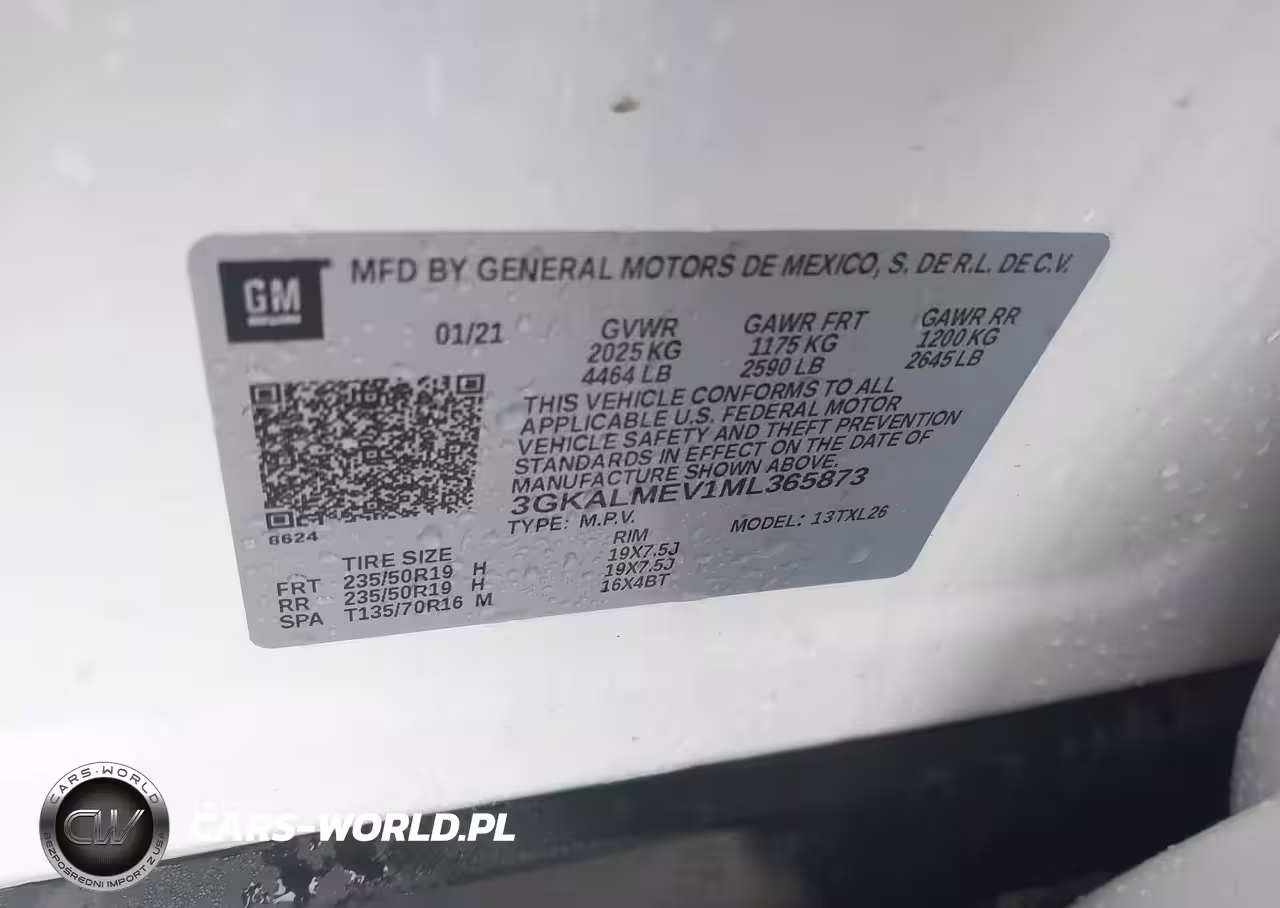 GM
MFD BY GENERAL MOTORS DE MEXICO, S. DE R.L. DE C.V.
01/21
GVWR
2025 KG
4464 LB
GAWR FRT
1175 KG
2590 LB
GAWR RR
1200 KG
2645 LB
THIS VEHICLE CONFORMS TO ALL
APPLICABLE U.S. FEDERAL MOTOR
VEHICLE SAFETY AND THEFT PREVENTION
STANDARDS IN EFFECT ON THE DATE OF
MANUFACTURE SHOWN ABOVE.
3GKALMEV1ML365873
TYPE: M.P.V. MODEL: 13TXL26
8624
TIRE SIZE RIM
FRT 235/50R19 H 19X7.5J
RR 235/50R19 H 19X7.5J
SPA T135/70R16 M 16X4BT
CARS-WORLD
CW
BEZPOŚREDNI IMPORT Z USA
CARS-WORLD.PL